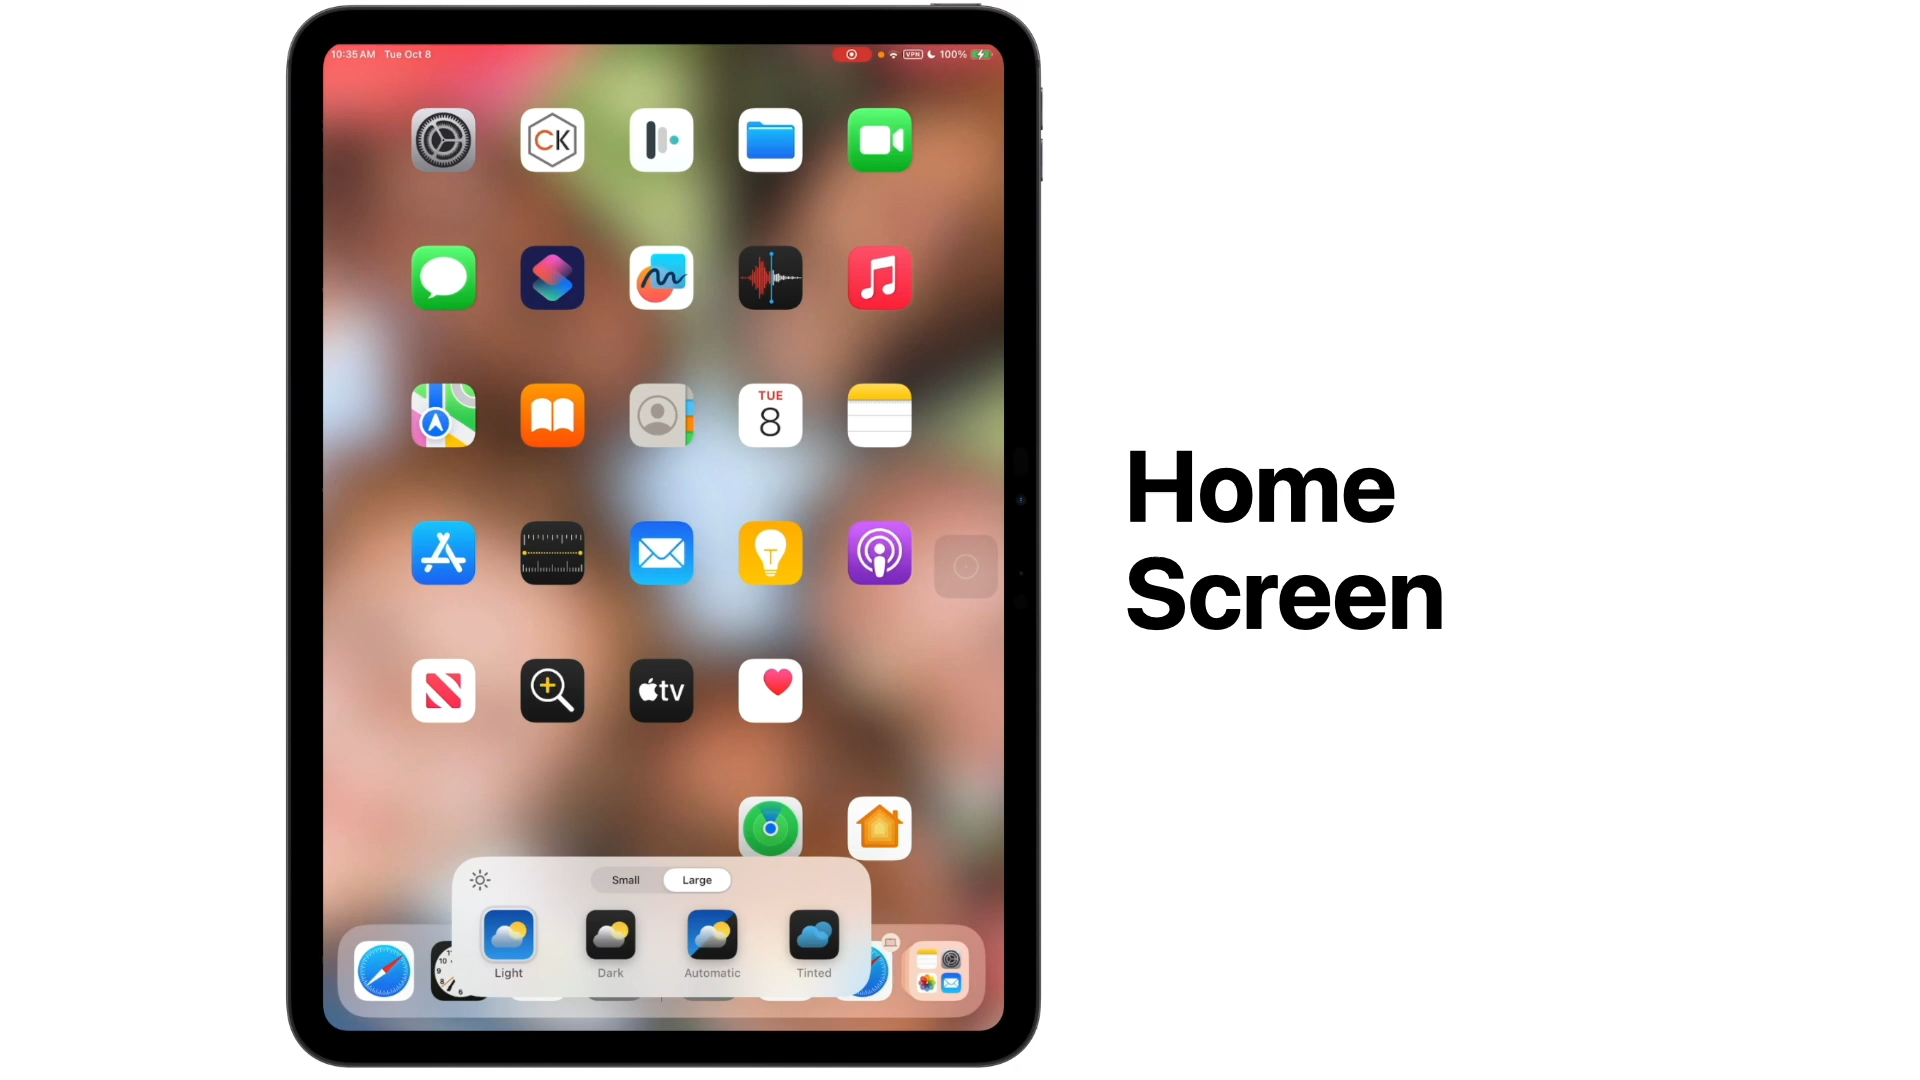 10:35 AM Tue Oct 8 VPN 100%
CK
TUE
8
T
tv
Small Large
Light Dark Automatic Tinted
Home
Screen